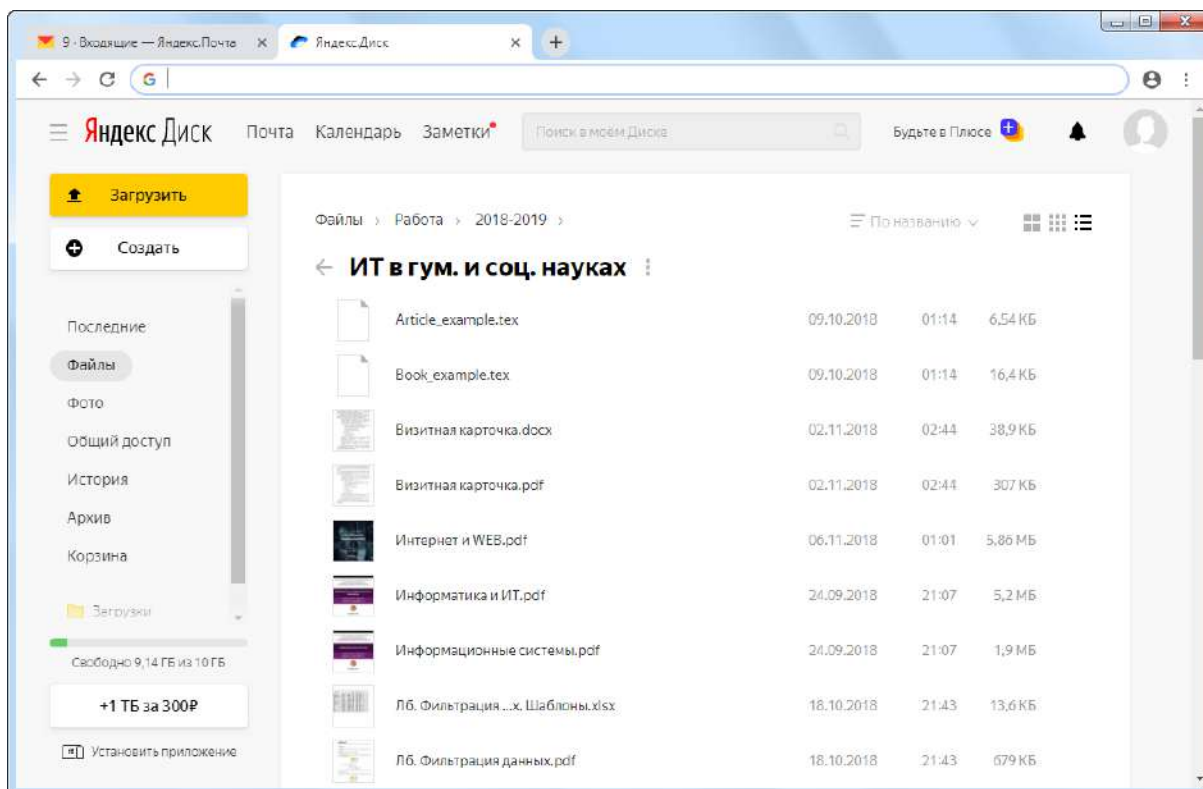 9 · Входящие — Яндекс.Почта
Яндекс.Диск
Яндекс Диск
Почта
Календарь
Заметки
Поиск в моём Диске
Будьте в Плюсе
Загрузить
Создать
Последние
Файлы
Фото
Общий доступ
История
Архив
Корзина
Загрузки
Свободно 9,14 ГБ из 10 ГБ
+1 ТБ за 300₽
Установить приложение
Файлы › Работа › 2018-2019 ›
По названию
ИТ в гум. и соц. науках
Article_example.tex 09.10.2018 01:14 6,54 КБ
Book_example.tex 09.10.2018 01:14 16,4 КБ
Визитная карточка.docx 02.11.2018 02:44 38,9 КБ
Визитная карточка.pdf 02.11.2018 02:44 307 КБ
Интернет и WEB.pdf 06.11.2018 01:01 5,86 МБ
Информатика и ИТ.pdf 24.09.2018 21:07 5,2 МБ
Информационные системы.pdf 24.09.2018 21:07 1,9 МБ
Лб. Фильтрация ...х. Шаблоны.xlsx 18.10.2018 21:43 13,6 КБ
Лб. Фильтрация данных.pdf 18.10.2018 21:43 679 КБ